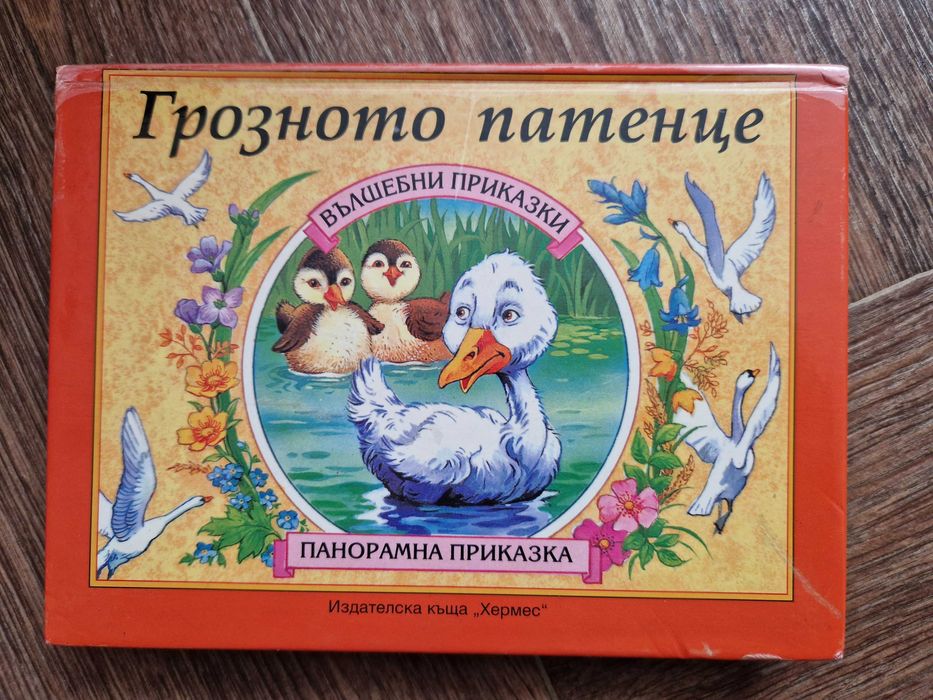 Грозното патенце
ВЪЛШЕБНИ ПРИКАЗКИ
ПАНОРАМНА ПРИКАЗКА
Издателска къща „Хермес“